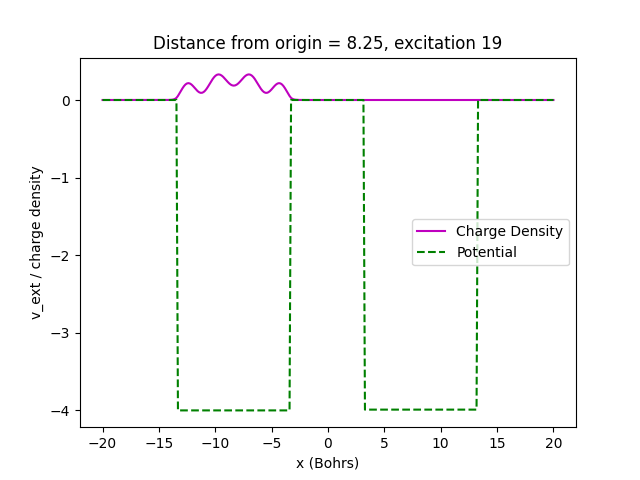 Distance from origin = 8.25, excitation 19
v_ext / charge density
0
−1
−2
−3
−4
Charge Density
Potential
−20 −15 −10 −5 0 5 10 15 20
x (Bohrs)